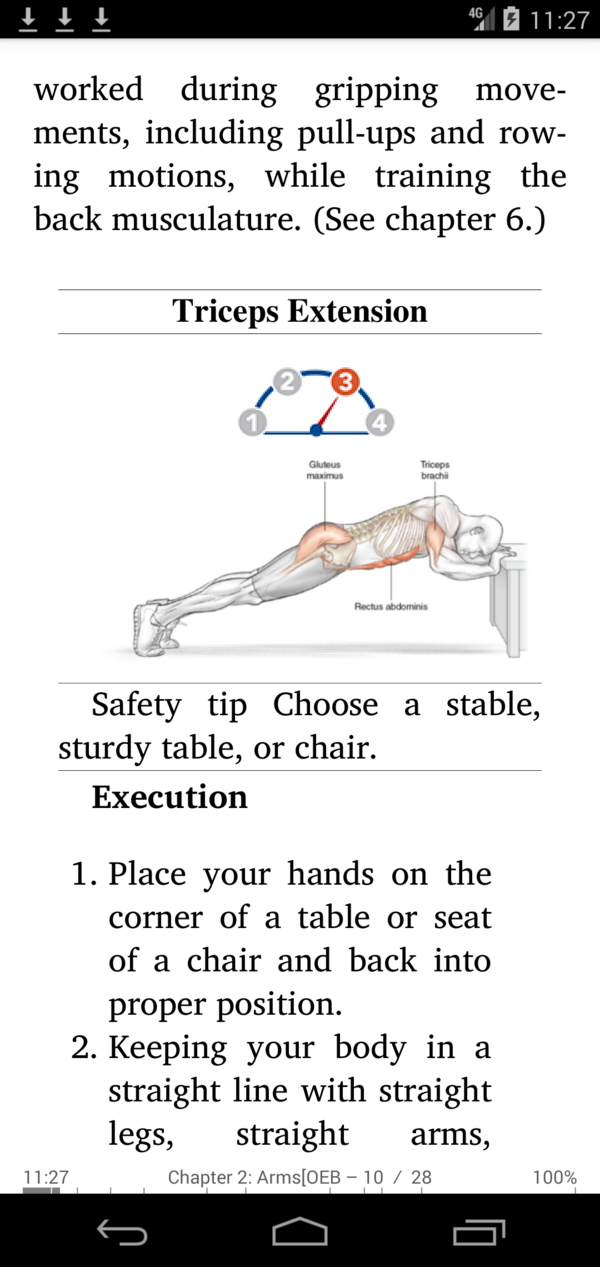 4G 11:27
worked during gripping move-
ments, including pull-ups and row-
ing motions, while training the
back musculature. (See chapter 6.)
Triceps Extension
1 2 3 4
Gluteus
maximus
Triceps
brachii
Rectus abdominis
Safety tip Choose a stable,
sturdy table, or chair.
Execution
1. Place your hands on the
corner of a table or seat
of a chair and back into
proper position.
2. Keeping your body in a
straight line with straight
legs, straight arms,
11:27 Chapter 2: Arms[OEB – 10 / 28 100%